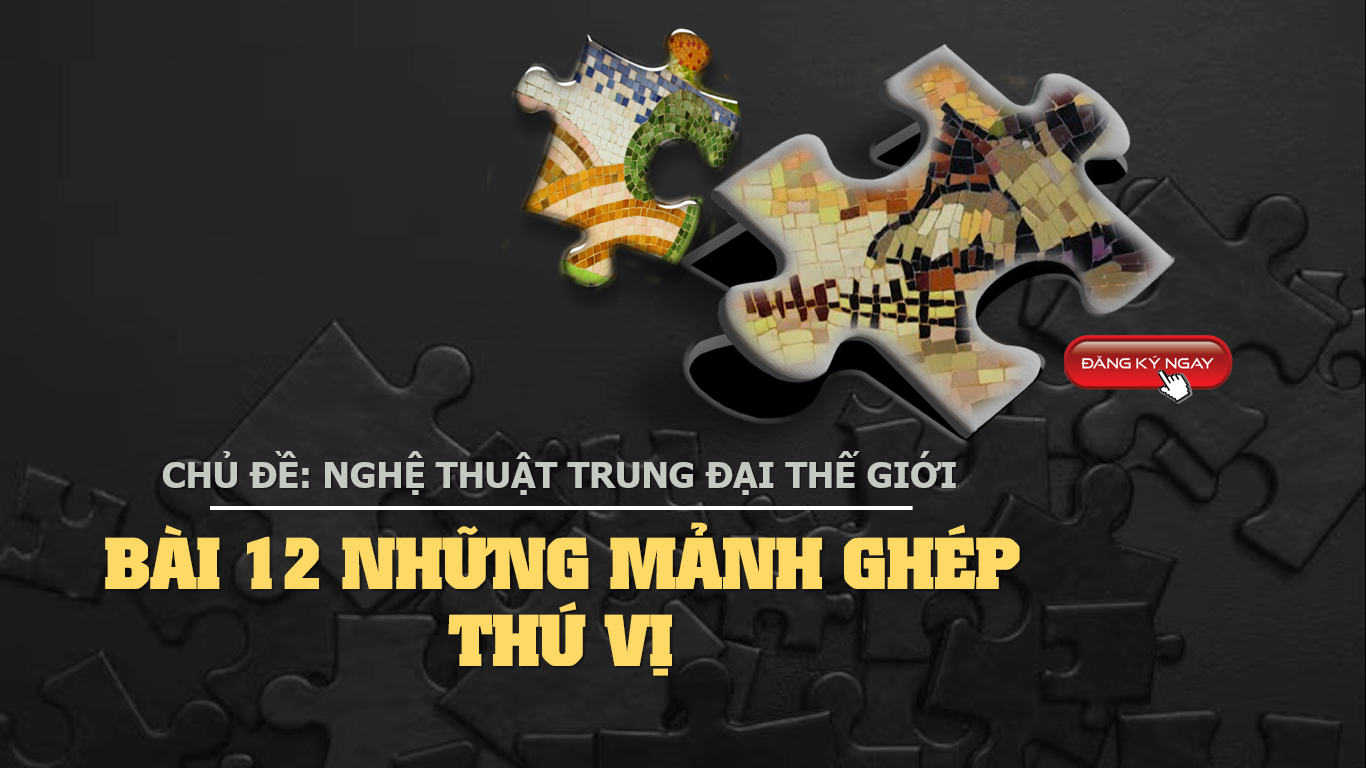 ĐĂNG KÝ NGAY
CHỦ ĐỀ: NGHỆ THUẬT TRUNG ĐẠI THẾ GIỚI
BÀI 12 NHỮNG MẢNH GHÉP
THÚ VỊ